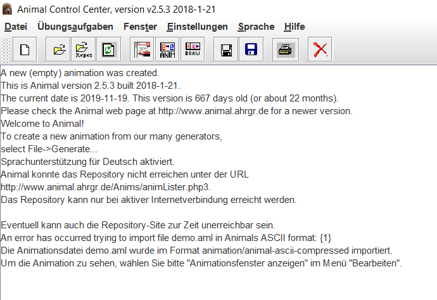 Animal Control Center, version v2.5.3 2018-1-21
Datei Übungsaufgaben Fenster Einstellungen Sprache Hilfe
A new (empty) animation was created.
This is Animal version 2.5.3 built 2018-1-21.
The current date is 2019-11-19. This version is 667 days old (or about 22 months).
Please check the Animal web page at http://www.animal.ahrgr.de for a newer version.
Welcome to Animal!
To create a new animation from our many generators,
select File->Generate...
Sprachunterstützung für Deutsch aktiviert.
Animal konnte das Repository nicht erreichen unter der URL
http://www.animal.ahrgr.de/Anims/animLister.php3.
Das Repository kann nur bei aktiver Internetverbindung erreicht werden.
Eventuell kann auch die Repository-Site zur Zeit unerreichbar sein.
An error has occurred trying to import file demo.aml in Animals ASCII format: {1}
Die Animationsdatei demo.aml wurde im Format animation/animal-ascii-compressed importiert.
Um die Animation zu sehen, wählen Sie bitte "Animationsfenster anzeigen" im Menü "Bearbeiten".